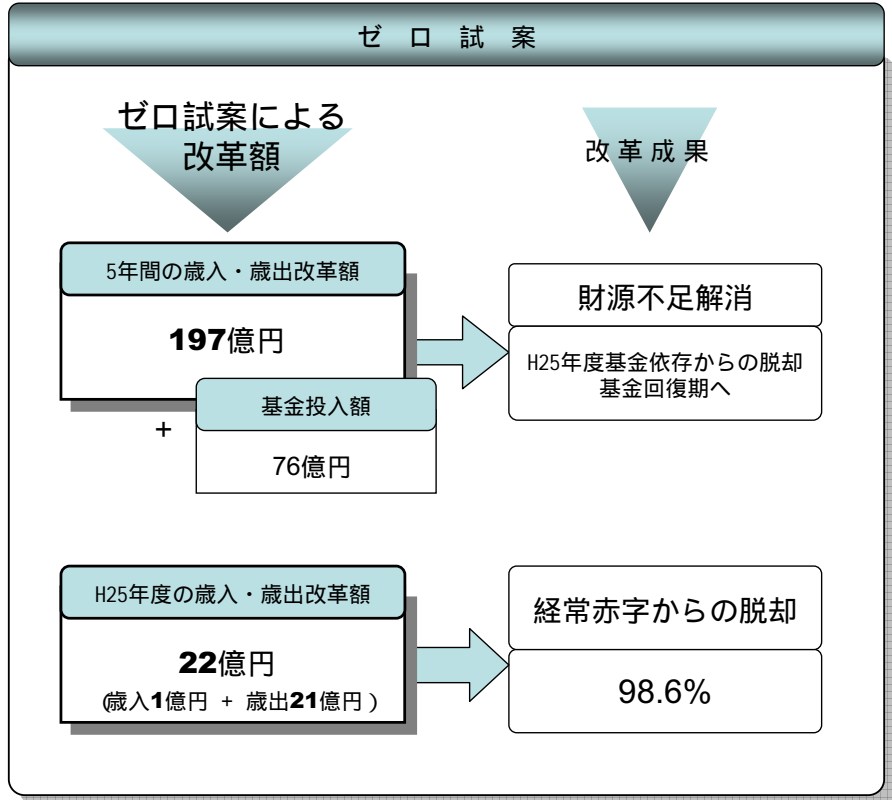 ゼロ試案
ゼロ試案による
改革額
改革成果
5年間の歳入・歳出改革額
197億円
+
基金投入額
76億円
財源不足解消
H25年度基金依存からの脱却
基金回復期へ
H25年度の歳入・歳出改革額
22億円
(歳入1億円 + 歳出21億円)
経常赤字からの脱却
98.6%